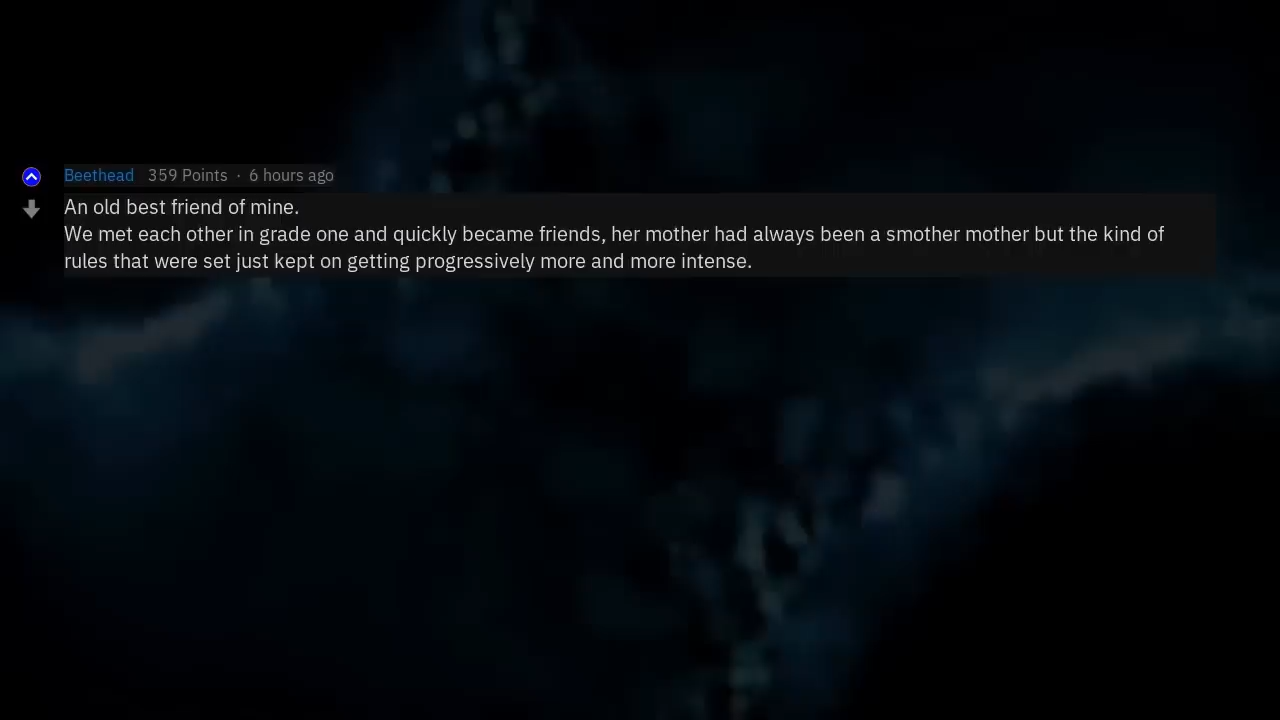 Beethead 359 Points · 6 hours ago
An old best friend of mine.
We met each other in grade one and quickly became friends, her mother had always been a smother mother but the kind of
rules that were set just kept on getting progressively more and more intense.